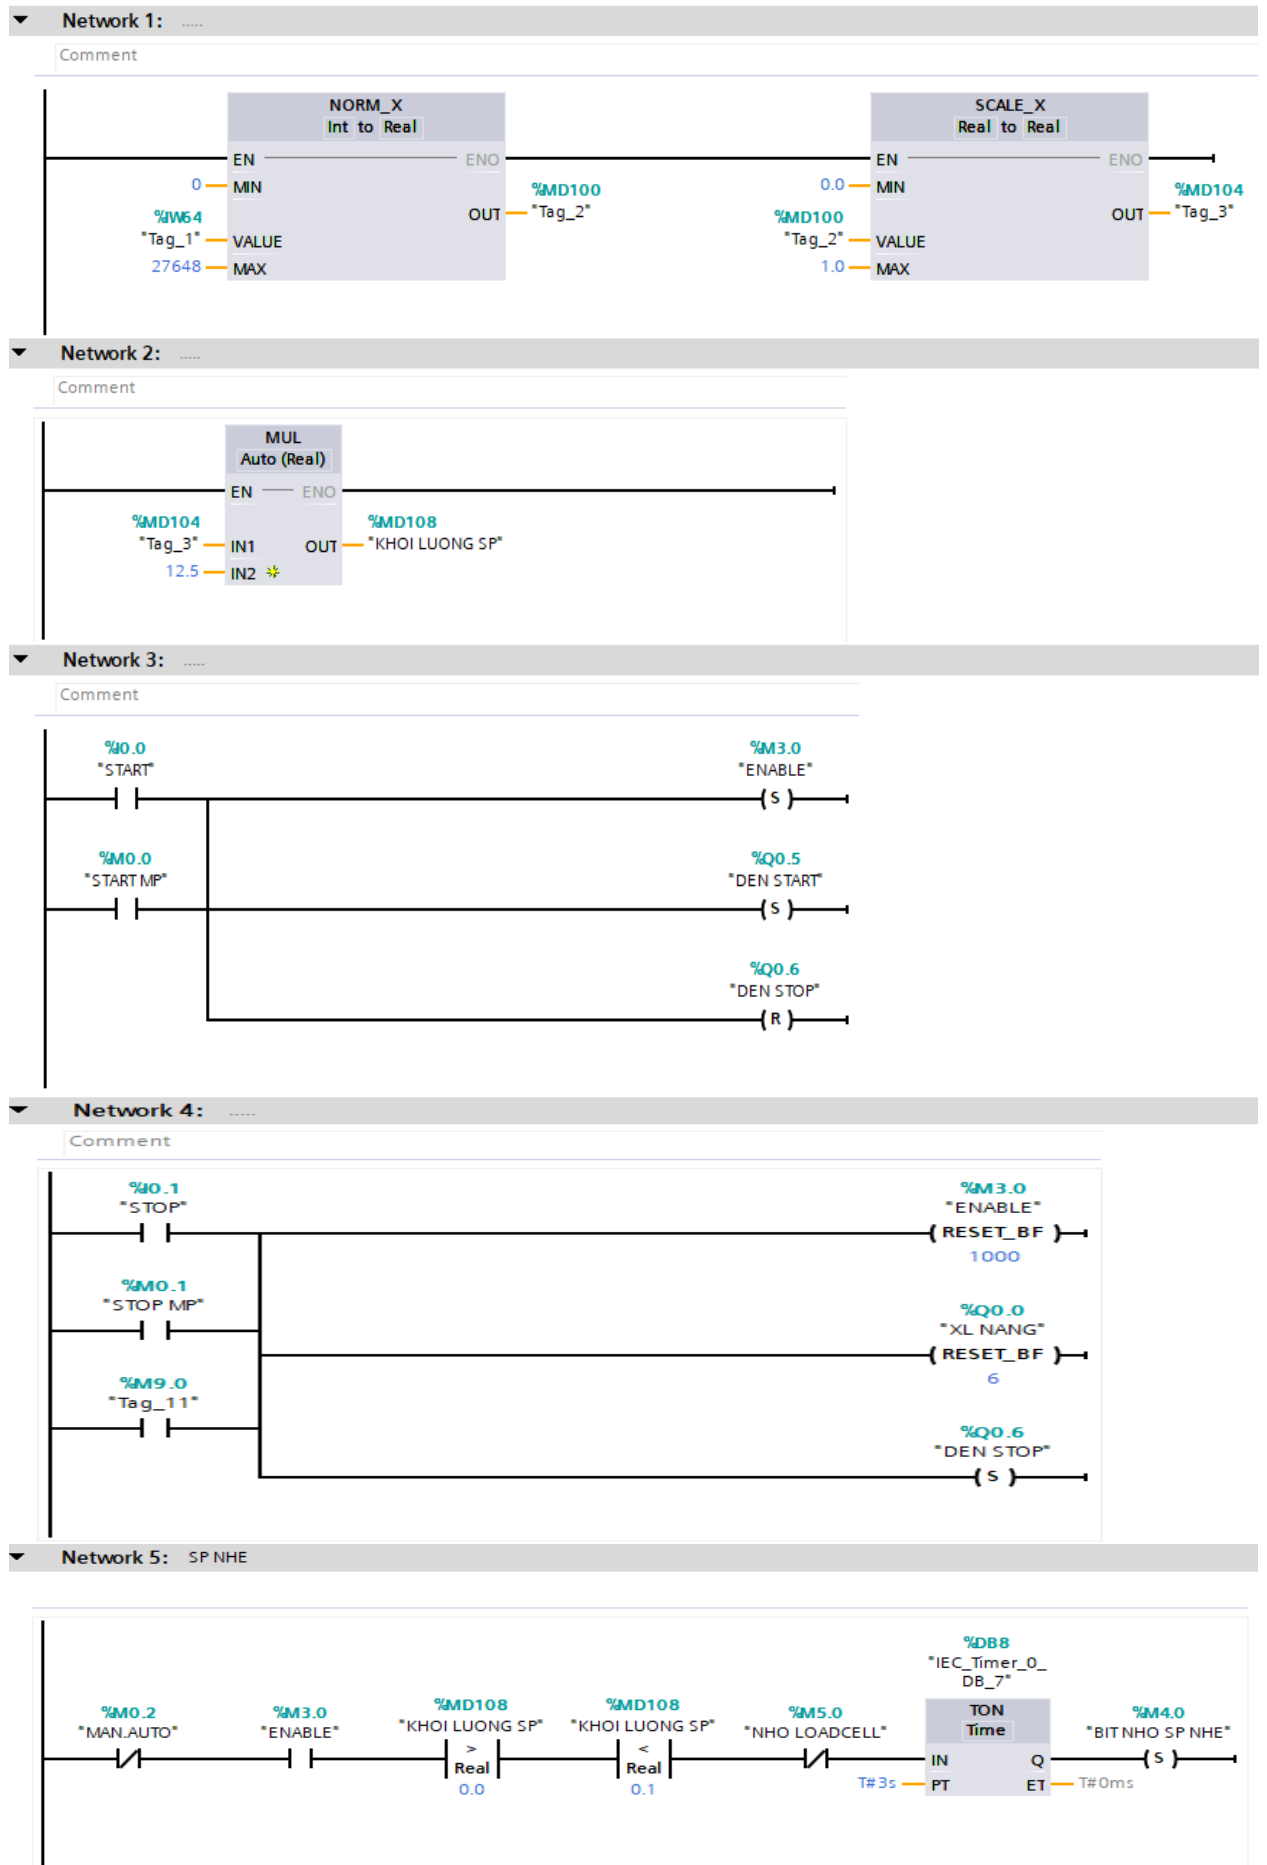 Network 1: .....
Comment
NORM_X
Int to Real
EN ENO
0 MIN
%IW64
"Tag_1" VALUE
27648 MAX
OUT
%MD100
"Tag_2"
SCALE_X
Real to Real
EN ENO
0.0 MIN
%MD100
"Tag_2" VALUE
1.0 MAX
OUT
%MD104
"Tag_3"
Network 2: .....
Comment
MUL
Auto (Real)
EN ENO
%MD104
"Tag_3" IN1
12.5 IN2
OUT
%MD108
"KHOI LUONG SP"
Network 3: .....
Comment
%I0.0
"START"
%M3.0
"ENABLE"
( S )
%M0.0
"START MP"
%Q0.5
"DEN START"
( S )
%Q0.6
"DEN STOP"
( R )
Network 4: .....
Comment
%I0.1
"STOP"
%M3.0
"ENABLE"
( RESET_BF )
1000
%M0.1
"STOP MP"
%Q0.0
"XL NANG"
( RESET_BF )
6
%M9.0
"Tag_11"
%Q0.6
"DEN STOP"
( S )
Network 5: SP NHE
%M0.2
"MAN.AUTO"
%M3.0
"ENABLE"
%MD108
"KHOI LUONG SP"
>
Real
0.0
%MD108
"KHOI LUONG SP"
<
Real
0.1
%M5.0
"NHO LOADCELL"
%DB8
"IEC_Timer_0_
DB_7"
TON
Time
IN Q
T#3s PT ET T#0ms
%M4.0
"BIT NHO SP NHE"
( S )